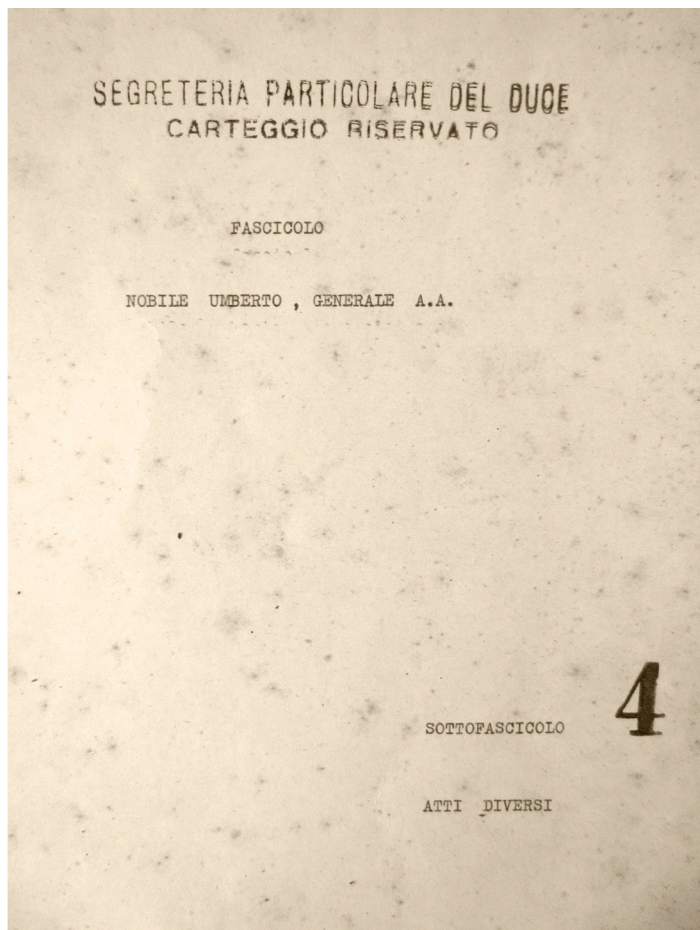 SEGRETERIA PARTICOLARE DEL DUCE
CARTEGGIO RISERVATO
FASCICOLO
NOBILE UMBERTO , GENERALE A.A.
4
SOTTOFASCICOLO
ATTI DIVERSI